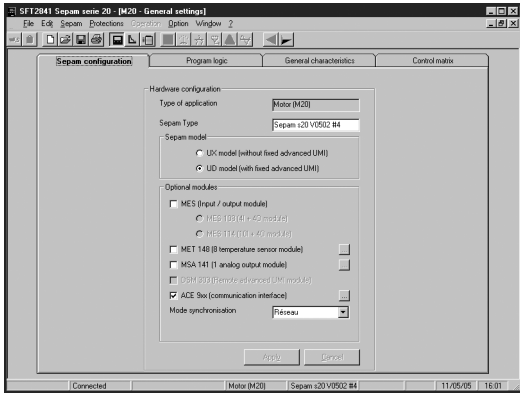 SFT2841 Sepam serie 20 - [M20 - General settings]
File Edit Sepam Protections Operation Option Window ?
Sepam configuration Program logic General characteristics Control matrix
Hardware configuration
Type of application Motor (M20)
Sepam Type Sepam s20 V0502 #4
Sepam model
UX model (without fixed advanced UMI)
UD model (with fixed advanced UMI)
Optional modules
MES (Input / output module)
MES 108 (4I + 4O module)
MES 114 (10I + 4O module)
MET 148 (8 temperature sensor module) ...
MSA 141 (1 analog output module) ...
DSM 303 (Remote advanced UMI module)
ACE 9xx (communication interface) ...
Mode synchronisation Réseau
Apply Cancel
Connected Motor (M20) Sepam s20 V0502 #4 11/05/05 16:01